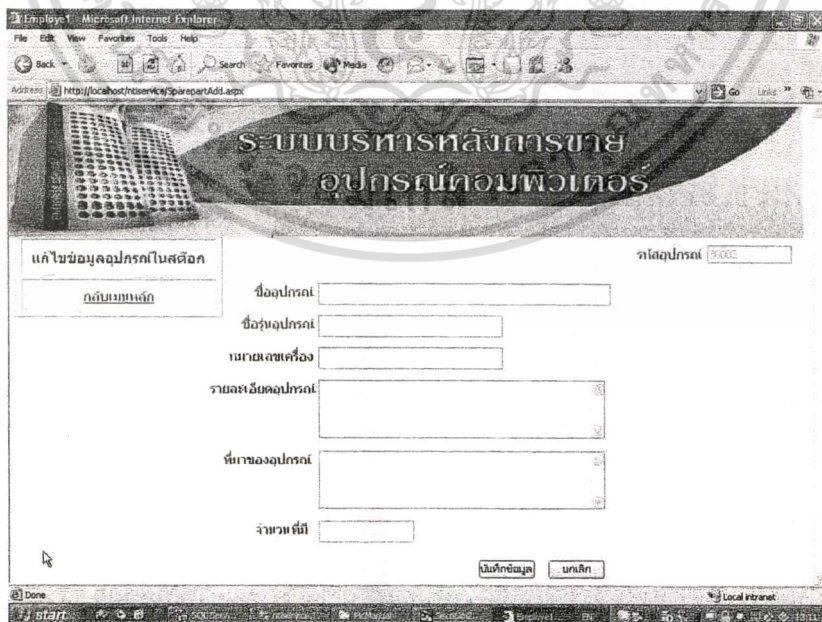 Employe1 - Microsoft Internet Explorer
File Edit View Favorites Tools Help
Back Search Favorites Media
Address http://localhost/ntiservice/SparepartAdd.aspx Go Links
ระบบบริหารหลังการขาย
อุปกรณ์คอมพิวเตอร์
แก้ไขข้อมูลอุปกรณ์ในสต๊อก
รหัสอุปกรณ์
กลับเมนูหลัก
ชื่ออุปกรณ์
ชื่อรุ่นอุปกรณ์
หมายเลขเครื่อง
รายละเอียดอุปกรณ์
ที่มาของอุปกรณ์
จำนวนที่มี
บันทึกข้อมูล ยกเลิก
Done Local intranet
start Employe1 EN 13:11